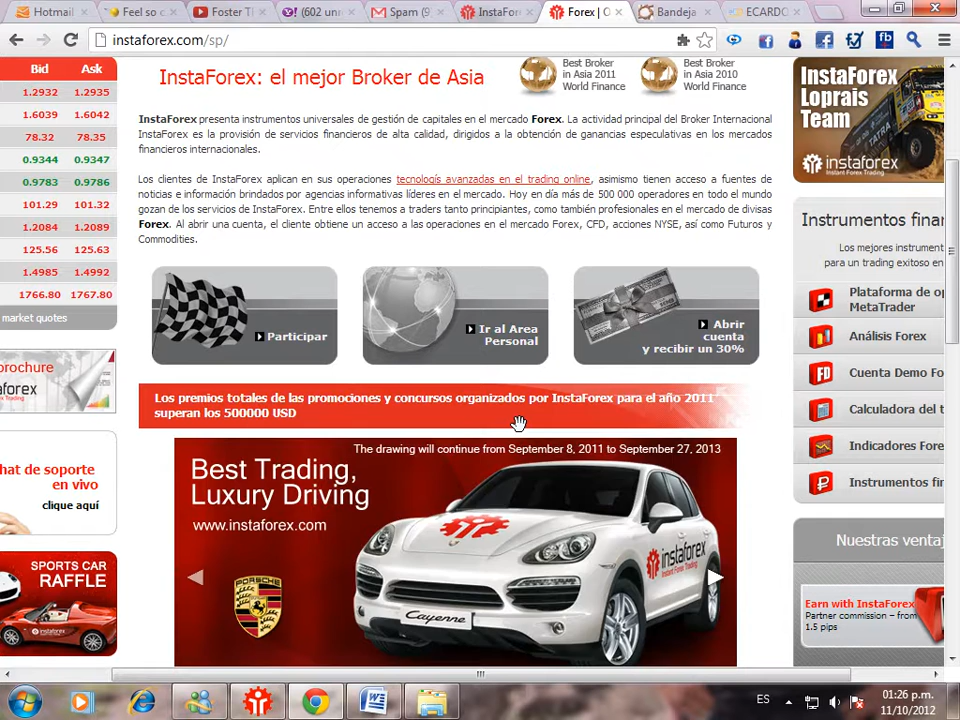 Hotmail
Feel so c
Foster Ti
(602 unr
Spam (9
InstaFor
Forex | C
Bandeja
ECARDO
instaforex.com/sp/
Bid Ask
1.2932 1.2935
1.6039 1.6042
78.32 78.35
0.9344 0.9347
0.9783 0.9786
101.29 101.32
1.2084 1.2089
125.56 125.63
1.4985 1.4992
1766.80 1767.80
market quotes
brochure
aforex
hat de soporte
en vivo
clique aquí
SPORTS CAR
RAFFLE
InstaForex: el mejor Broker de Asia
Best Broker
in Asia 2011
World Finance
Best Broker
in Asia 2010
World Finance
InstaForex presenta instrumentos universales de gestión de capitales en el mercado Forex. La actividad principal del Broker Internacional
InstaForex es la provisión de servicios financieros de alta calidad, dirigidos a la obtención de ganancias especulativas en los mercados
financieros internacionales.
Los clientes de InstaForex aplican en sus operaciones tecnologís avanzadas en el trading online, asimismo tienen acceso a fuentes de
noticias e información brindados por agencias informativas líderes en el mercado. Hoy en día más de 500 000 operadores en todo el mundo
gozan de los servicios de InstaForex. Entre ellos tenemos a traders tanto principiantes, como también profesionales en el mercado de divisas
Forex. Al abrir una cuenta, el cliente obtiene un acceso a las operaciones en el mercado Forex, CFD, acciones NYSE, así como Futuros y
Commodities.
Participar
Ir al Area
Personal
Abrir
cuenta
y recibir un 30%
Los premios totales de las promociones y concursos organizados por InstaForex para el año 2011
superan los 500000 USD
The drawing will continue from September 8, 2011 to September 27, 2013
Best Trading,
Luxury Driving
www.instaforex.com
PORSCHE
Cayenne
instaforex
Instant Forex Trading
InstaForex
Loprais
Team
TATRA
instaforex
Instant Forex Trading
Instrumentos finan
Los mejores instrument
para un trading exitoso en
Plataforma de op
MetaTrader
Análisis Forex
FD
Cuenta Demo Fo
Calculadora del t
Indicadores Fore
Instrumentos fin
Nuestras ventaj
Earn with InstaForex
Partner commission – from
1.5 pips
ES
01:26 p.m.
11/10/2012